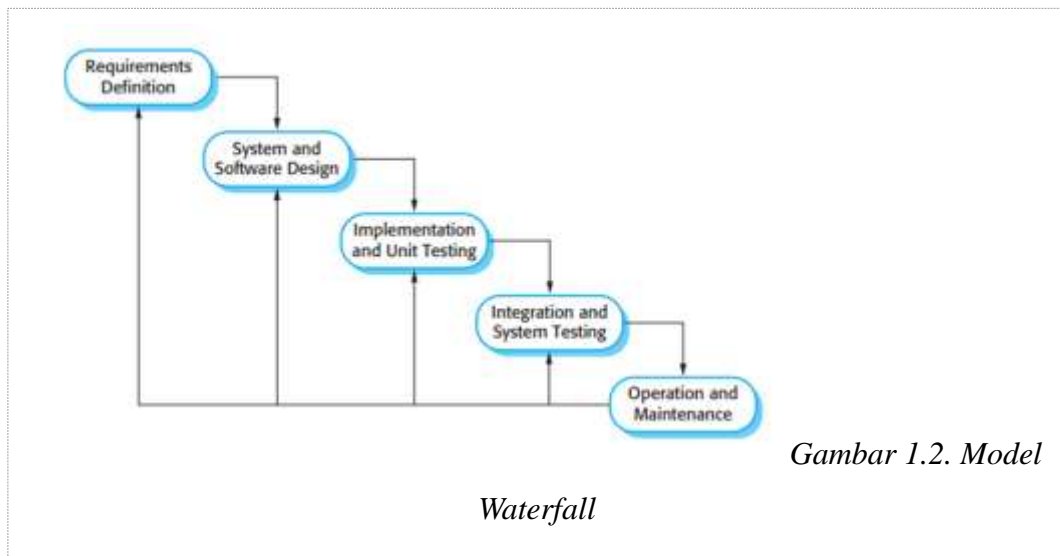 Requirements
Definition
System and
Software Design
Implementation
and Unit Testing
Integration and
System Testing
Operation and
Maintenance
Gambar 1.2. Model
Waterfall